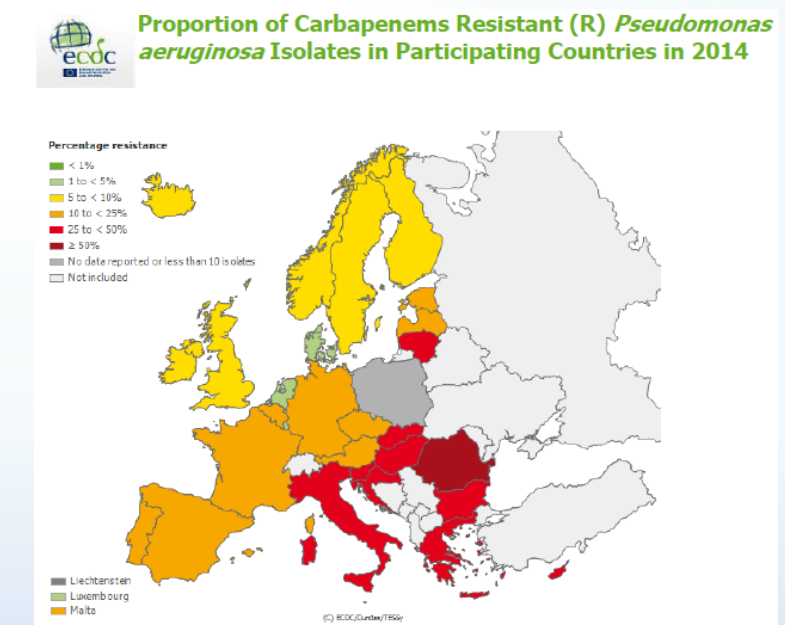 Proportion of Carbapenems Resistant (R) Pseudomonas
aeruginosa Isolates in Participating Countries in 2014
ecdc
Percentage resistance
< 1%
1 to < 5%
5 to < 10%
10 to < 25%
25 to < 50%
≥ 50%
No data reported or less than 10 isolates
Not included
Liechtenstein
Luxembourg
Malta
(C) ECDC/Dundas/TESSy